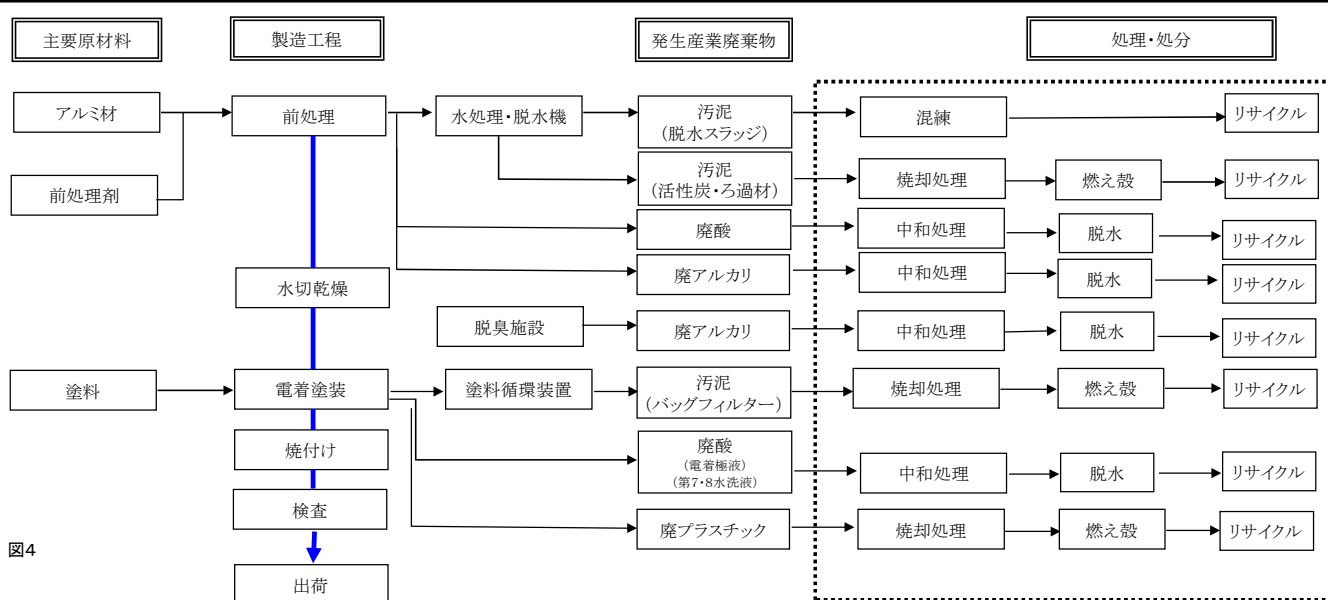 主要原材料
製造工程
発生産業廃棄物
処理・処分
アルミ材
前処理
水処理・脱水機
汚泥
(脱水スラッジ)
混練
リサイクル
前処理剤
汚泥
(活性炭・ろ過材)
焼却処理
燃え殻
リサイクル
廃酸
中和処理
脱水
リサイクル
水切乾燥
廃アルカリ
中和処理
脱水
リサイクル
脱臭施設
廃アルカリ
中和処理
脱水
リサイクル
塗料
電着塗装
塗料循環装置
汚泥
(バッグフィルター)
焼却処理
燃え殻
リサイクル
焼付け
廃酸
(電着極液)
(第7・8水洗液)
中和処理
脱水
リサイクル
検査
廃プラスチック
焼却処理
燃え殻
リサイクル
図4
出荷